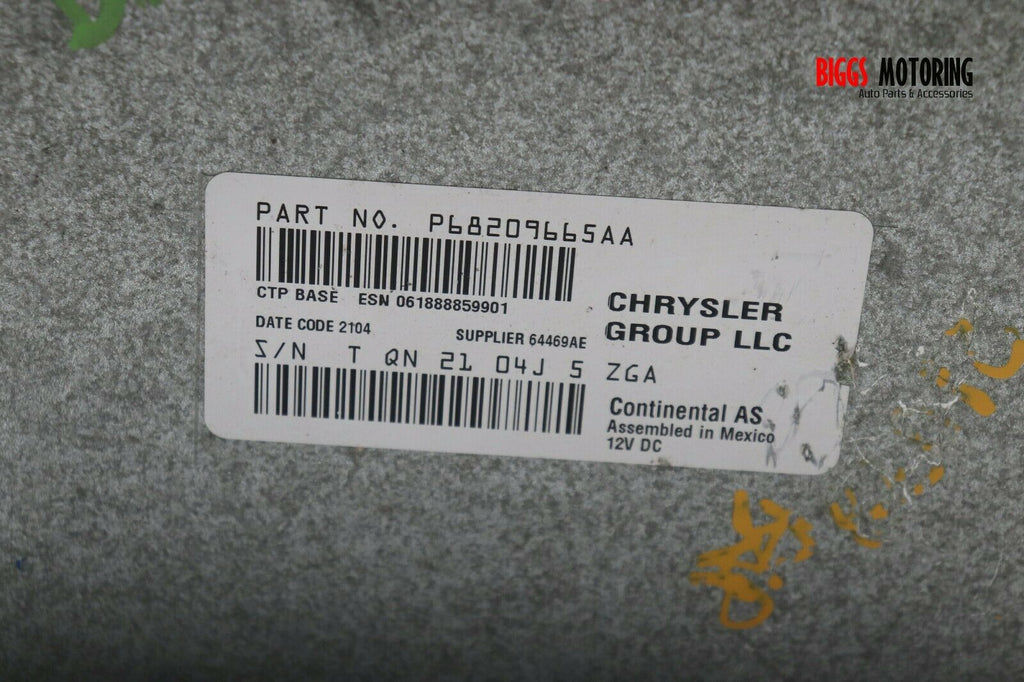 BIGGS MOTORING
Auto Parts & Accessories
PART NO. P68209665AA
CTP BASE ESN 061888859901
DATE CODE 2104 SUPPLIER 64469AE
S/N T QN 21 04J 5
CHRYSLER
GROUP LLC
ZGA
Continental AS
Assembled in Mexico
12V DC